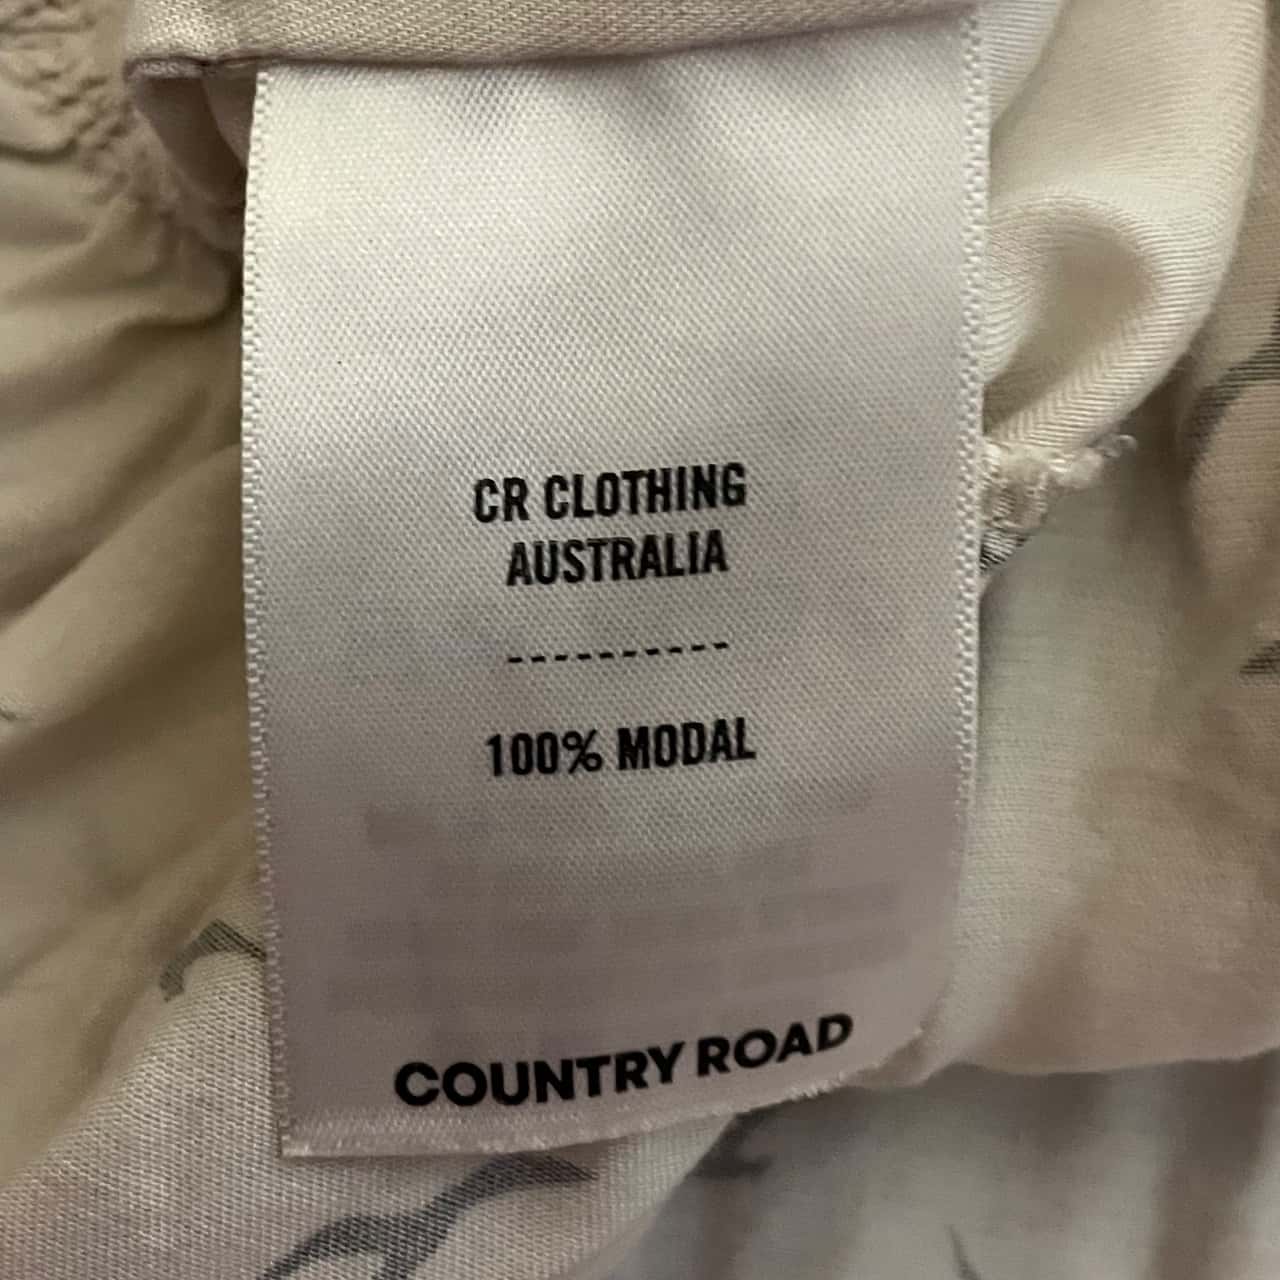 CR CLOTHING
AUSTRALIA
----------
100% MODAL
COUNTRY ROAD